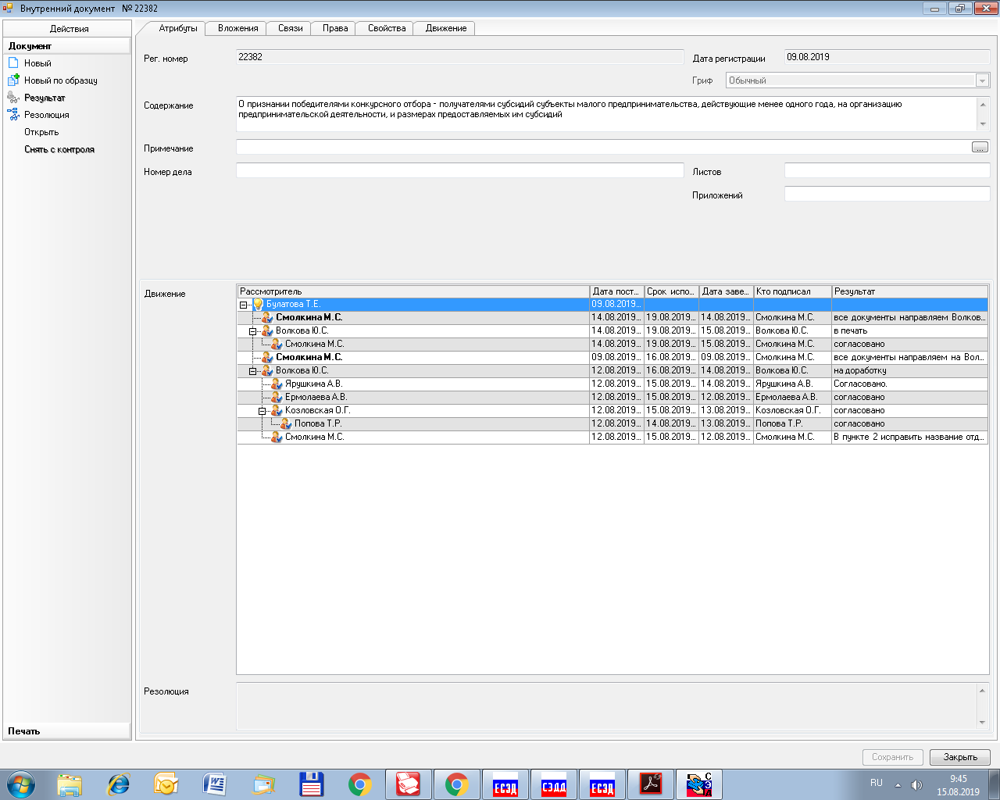 Внутренний документ № 22382
Действия
Документ
Новый
Новый по образцу
Результат
Резолюция
Открыть
Снять с контроля
Печать
Атрибуты Вложения Связи Права Свойства Движение
Рег. номер 22382 Дата регистрации 09.08.2019
Гриф Обычный
Содержание О признании победителями конкурсного отбора - получателями субсидий субъекты малого предпринимательства, действующие менее одного года, на организацию
предпринимательской деятельности, и размерах предоставляемых им субсидий
Примечание ...
Номер дела Листов
Приложений
Движение
Рассмотритель Дата пост... Срок испо... Дата заве... Кто подписал Результат
Булатова Т.Е. 09.08.2019...
Смолкина М.С. 14.08.2019... 19.08.2019... 14.08.2019... Смолкина М.С. все документы направляем Волков...
Волкова Ю.С. 14.08.2019... 19.08.2019... 15.08.2019... Волкова Ю.С. в печать
Смолкина М.С. 14.08.2019... 19.08.2019... 15.08.2019... Смолкина М.С. согласовано
Смолкина М.С. 09.08.2019... 16.08.2019... 09.08.2019... Смолкина М.С. все документы направляем на Вол...
Волкова Ю.С. 12.08.2019... 16.08.2019... 14.08.2019... Волкова Ю.С. на доработку
Ярушкина А.В. 12.08.2019... 15.08.2019... 14.08.2019... Ярушкина А.В. Согласовано.
Ермолаева А.В. 12.08.2019... 15.08.2019... 12.08.2019... Ермолаева А.В. согласовано
Козловская О.Г. 12.08.2019... 15.08.2019... 13.08.2019... Козловская О.Г. согласовано
Попова Т.Р. 12.08.2019... 14.08.2019... 13.08.2019... Попова Т.Р. согласовано
Смолкина М.С. 12.08.2019... 15.08.2019... 12.08.2019... Смолкина М.С. В пункте 2 исправить название отд...
Резолюция
Сохранить Закрыть
ЕСЭД СЭДД ЕСЭД СЭД RU 9:45
15.08.2019